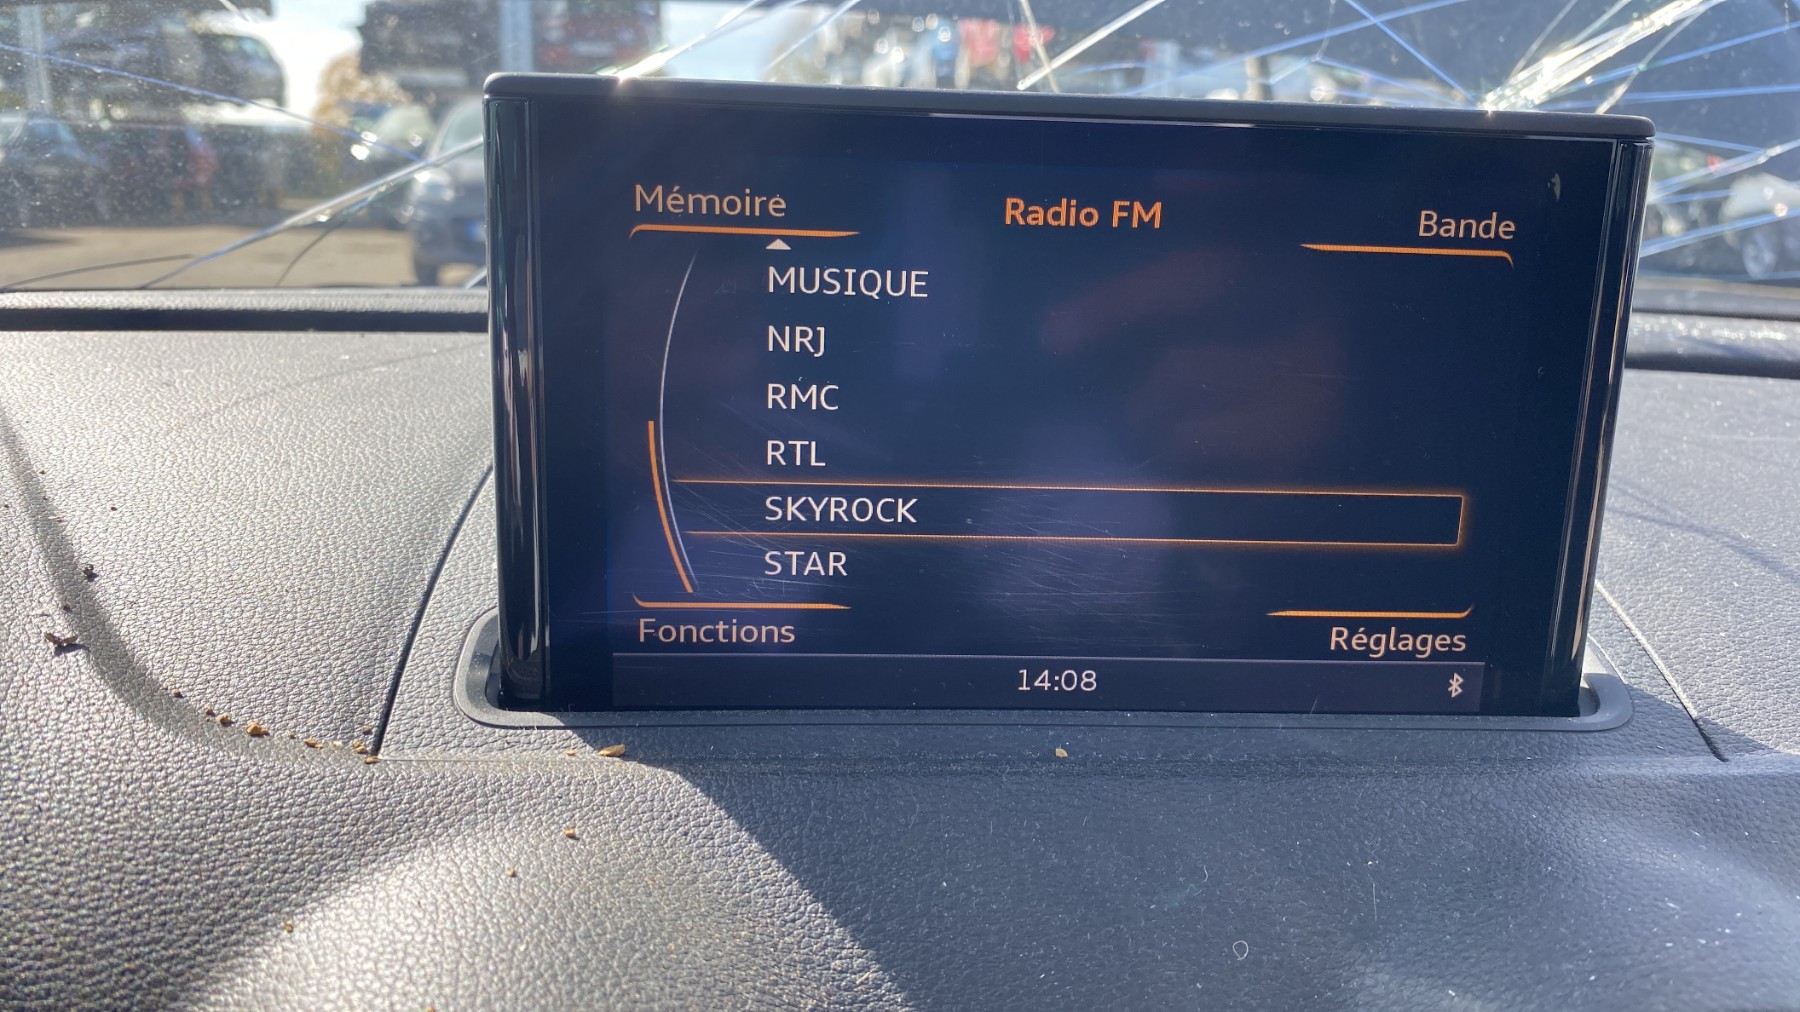 Mémoire
Radio FM
Bande
MUSIQUE
NRJ
RMC
RTL
SKYROCK
STAR
Fonctions
Réglages
14:08